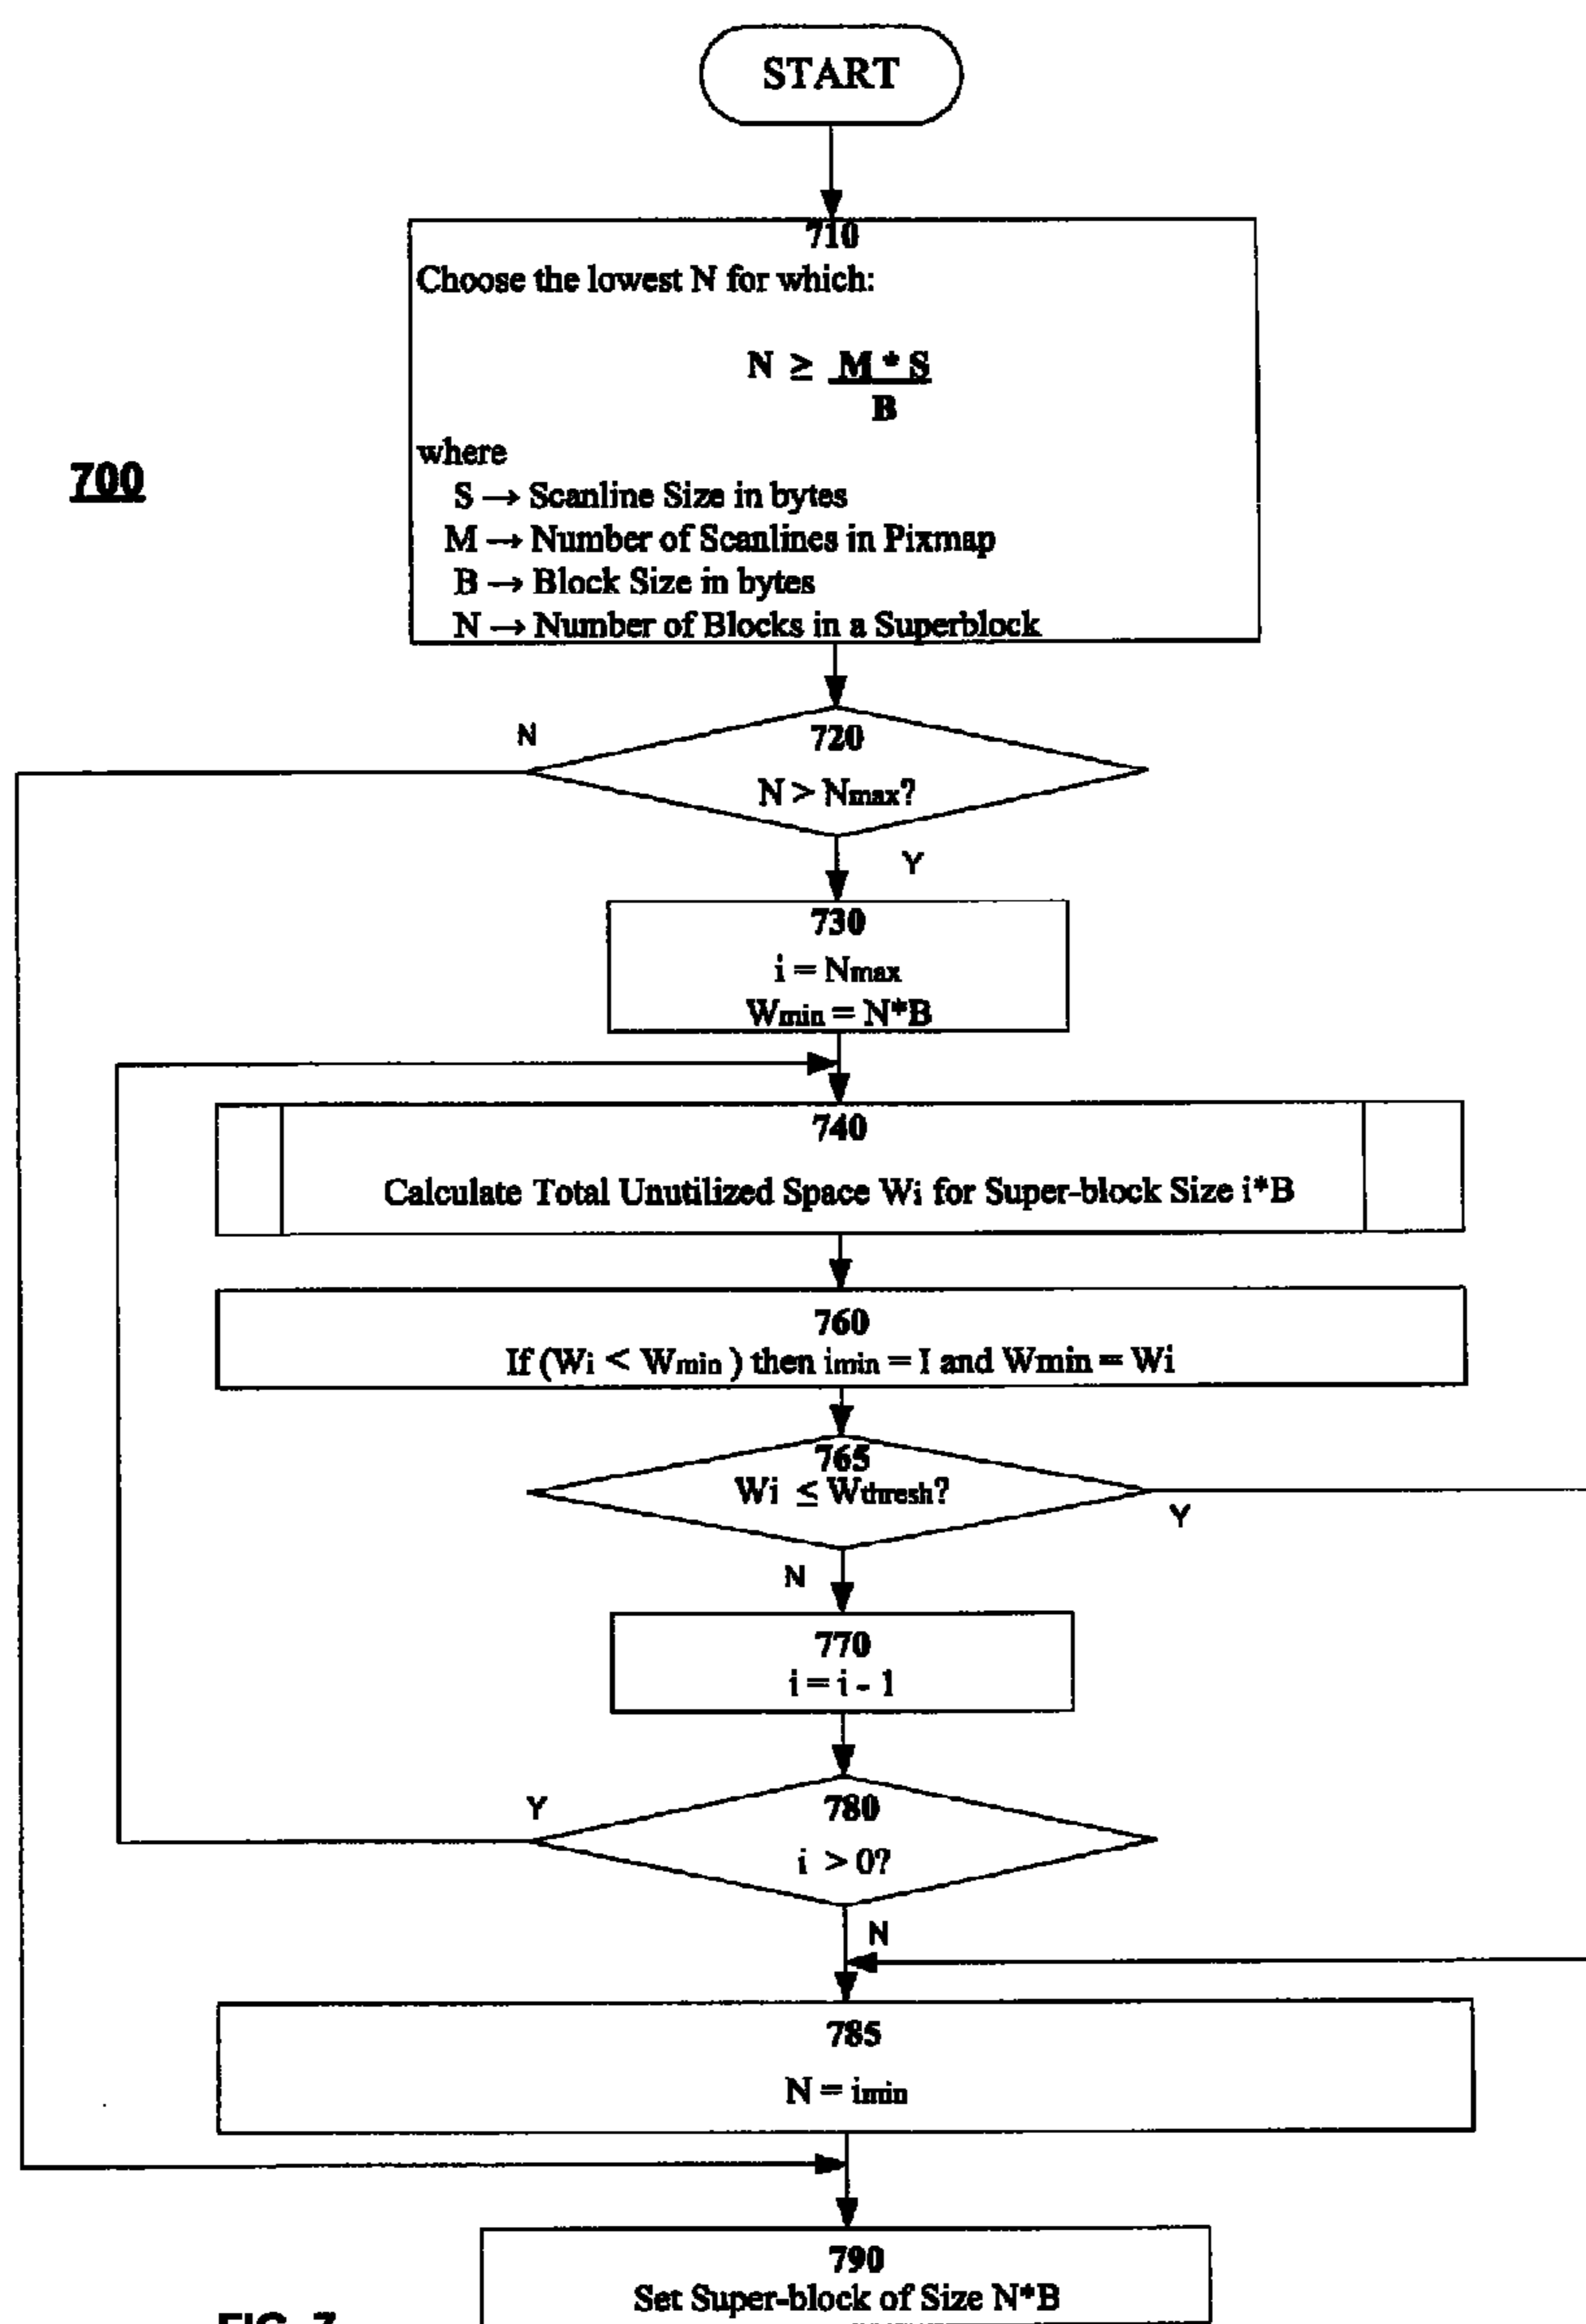 START
710
Choose the lowest N for which:
N ≥ M * S
B
where
S → Scanline Size in bytes
M → Number of Scanlines in Pixmap
B → Block Size in bytes
N → Number of Blocks in a Superblock
700
N
720
N > Nmax?
Y
730
i = Nmax
Wmin = N*B
740
Calculate Total Unutilized Space Wi for Super-block Size i*B
760
If (Wi < Wmin ) then imin = I and Wmin = Wi
765
Wi ≤ Wthresh?
Y
N
770
i = i - 1
Y
780
i > 0?
N
785
N = imin
790
Set Super-block of Size N*B
FIG. 7